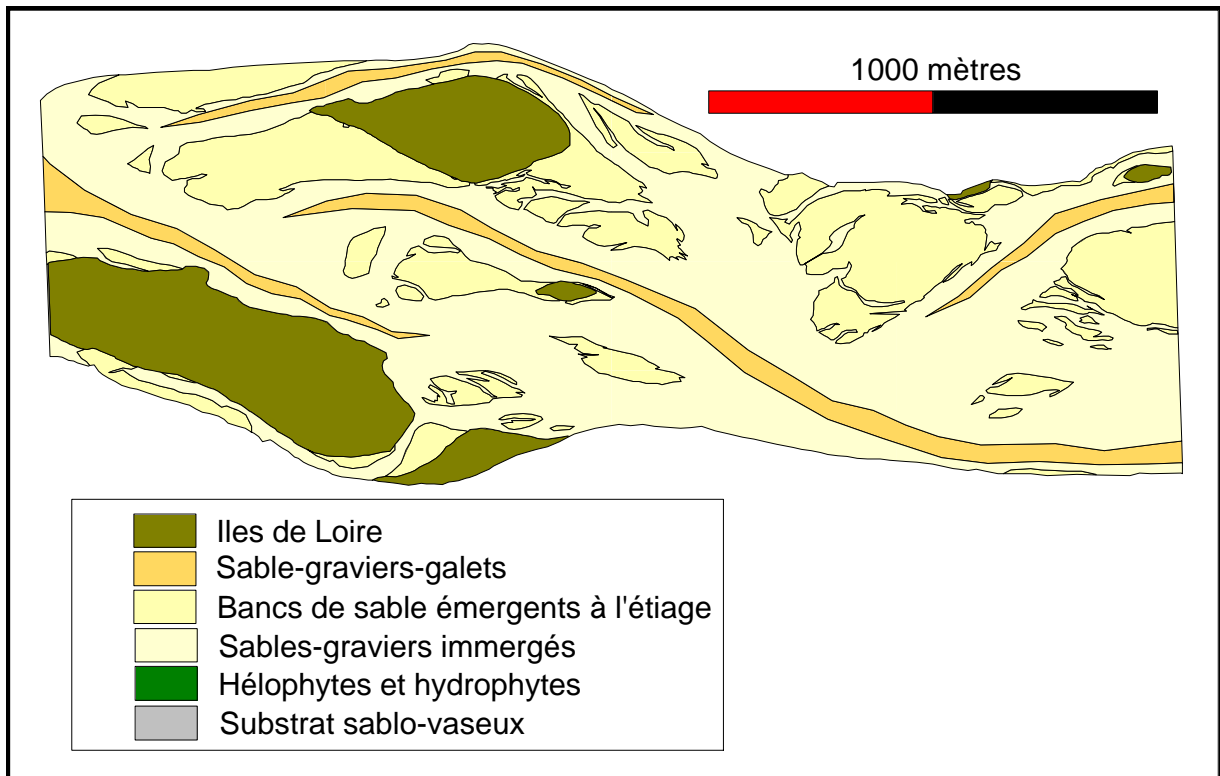 1000 mètres
Iles de Loire
Sable-graviers-galets
Bancs de sable émergents à l'étiage
Sables-graviers immergés
Hélophytes et hydrophytes
Substrat sablo-vaseux